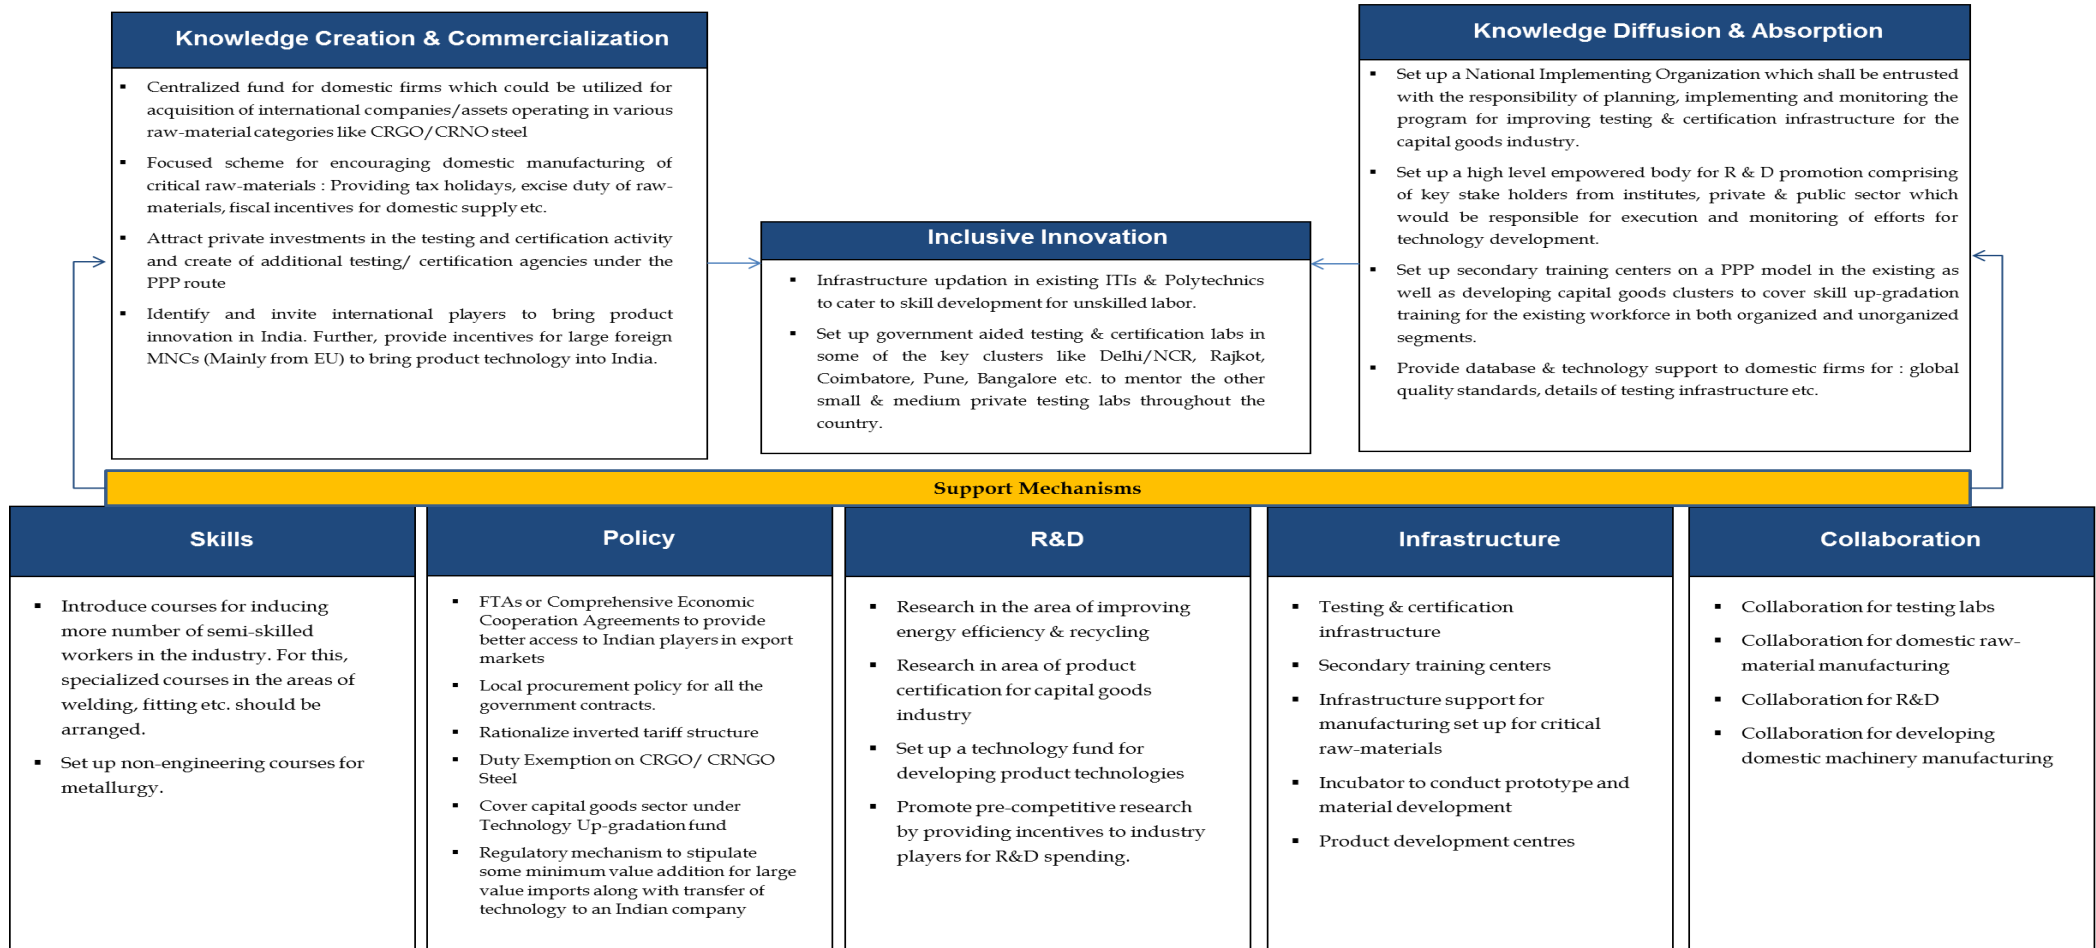 Knowledge Creation & Commercialization
▪ Centralized fund for domestic firms which could be utilized for
acquisition of international companies/assets operating in various
raw-material categories like CRGO/CRNO steel
▪ Focused scheme for encouraging domestic manufacturing of
critical raw-materials : Providing tax holidays, excise duty of raw-
materials, fiscal incentives for domestic supply etc.
▪ Attract private investments in the testing and certification activity
and create of additional testing/ certification agencies under the
PPP route
▪ Identify and invite international players to bring product
innovation in India. Further, provide incentives for large foreign
MNCs (Mainly from EU) to bring product technology into India.
Inclusive Innovation
▪ Infrastructure updation in existing ITIs & Polytechnics
to cater to skill development for unskilled labor.
▪ Set up government aided testing & certification labs in
some of the key clusters like Delhi/NCR, Rajkot,
Coimbatore, Pune, Bangalore etc. to mentor the other
small & medium private testing labs throughout the
country.
Knowledge Diffusion & Absorption
▪ Set up a National Implementing Organization which shall be entrusted
with the responsibility of planning, implementing and monitoring the
program for improving testing & certification infrastructure for the
capital goods industry.
▪ Set up a high level empowered body for R & D promotion comprising
of key stake holders from institutes, private & public sector which
would be responsible for execution and monitoring of efforts for
technology development.
▪ Set up secondary training centers on a PPP model in the existing as
well as developing capital goods clusters to cover skill up-gradation
training for the existing workforce in both organized and unorganized
segments.
▪ Provide database & technology support to domestic firms for : global
quality standards, details of testing infrastructure etc.
Support Mechanisms
Skills
▪ Introduce courses for inducing
more number of semi-skilled
workers in the industry. For this,
specialized courses in the areas of
welding, fitting etc. should be
arranged.
▪ Set up non-engineering courses for
metallurgy.
Policy
▪ FTAs or Comprehensive Economic
Cooperation Agreements to provide
better access to Indian players in export
markets
▪ Local procurement policy for all the
government contracts.
▪ Rationalize inverted tariff structure
▪ Duty Exemption on CRGO/ CRNGO
Steel
▪ Cover capital goods sector under
Technology Up-gradation fund
▪ Regulatory mechanism to stipulate
some minimum value addition for large
value imports along with transfer of
technology to an Indian company
R&D
▪ Research in the area of improving
energy efficiency & recycling
▪ Research in area of product
certification for capital goods
industry
▪ Set up a technology fund for
developing product technologies
▪ Promote pre-competitive research
by providing incentives to industry
players for R&D spending.
Infrastructure
▪ Testing & certification
infrastructure
▪ Secondary training centers
▪ Infrastructure support for
manufacturing set up for critical
raw-materials
▪ Incubator to conduct prototype and
material development
▪ Product development centres
Collaboration
▪ Collaboration for testing labs
▪ Collaboration for domestic raw-
material manufacturing
▪ Collaboration for R&D
▪ Collaboration for developing
domestic machinery manufacturing